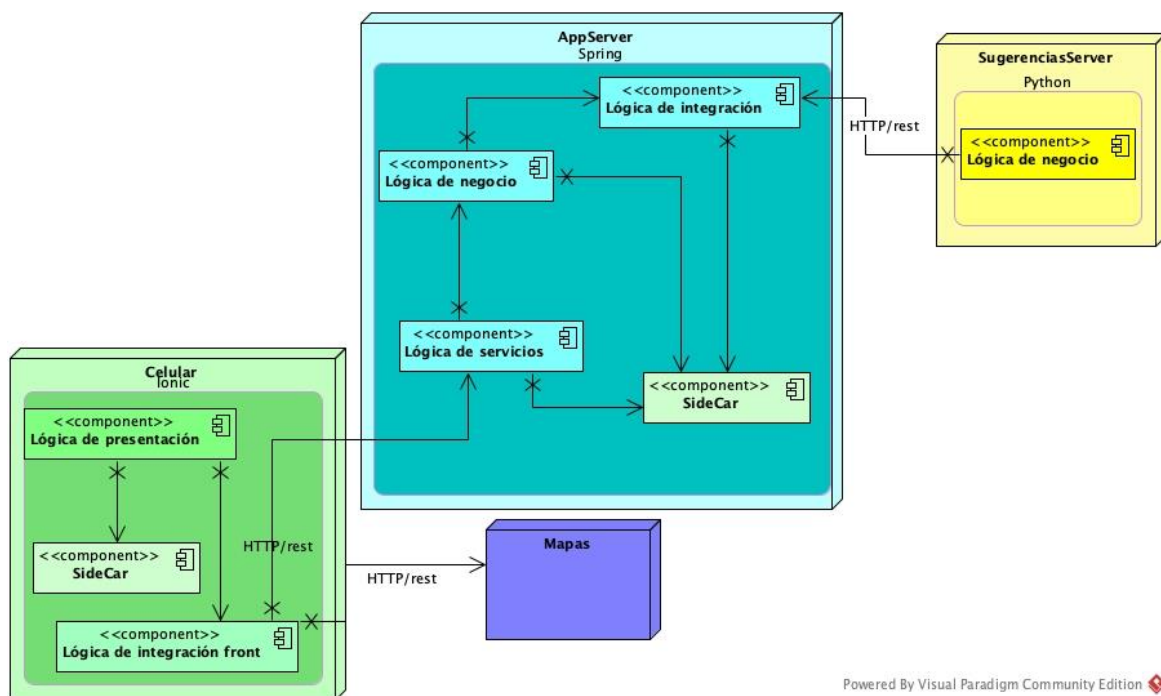 AppServer
Spring
<<component>>
Lógica de integración
<<component>>
Lógica de negocio
<<component>>
Lógica de servicios
<<component>>
SideCar
HTTP/rest
SugerenciasServer
Python
<<component>>
Lógica de negocio
Celular
Ionic
<<component>>
Lógica de presentación
<<component>>
SideCar
HTTP/rest
<<component>>
Lógica de integración front
HTTP/rest
Mapas
Powered By Visual Paradigm Community Edition